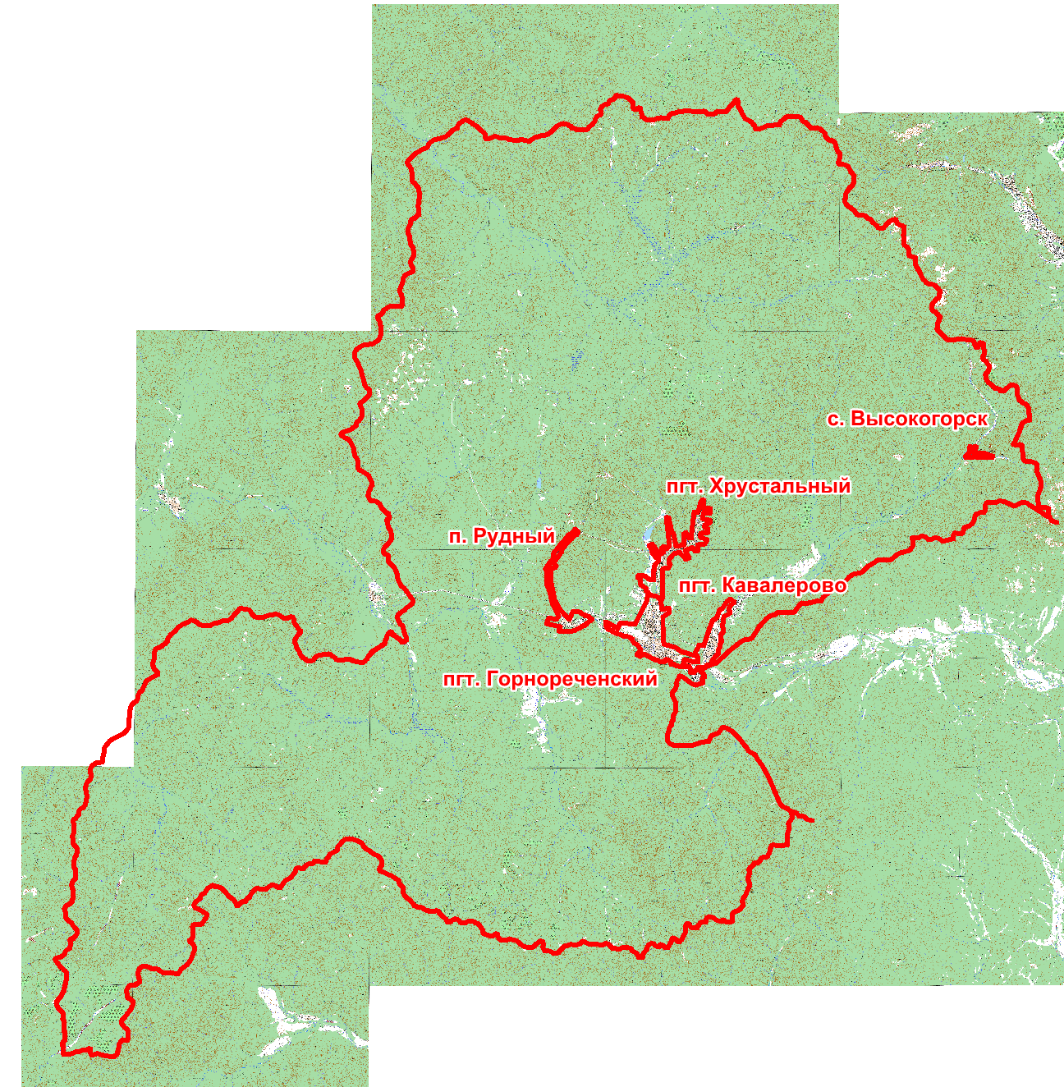 с. Высокогорск
пгт. Хрустальный
п. Рудный
пгт. Кавалерово
пгт. Горнореченский